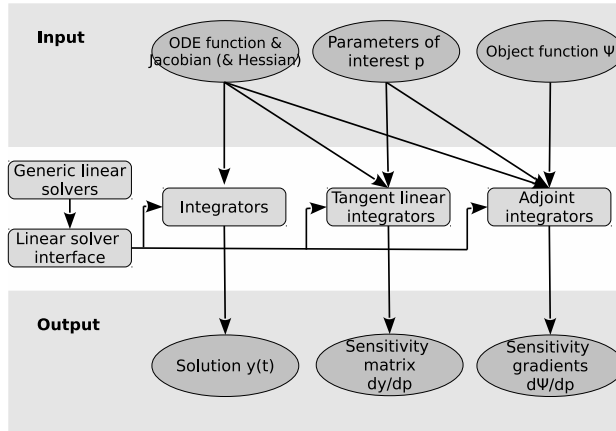 Input
ODE function &
Jacobian (& Hessian)
Parameters of
interest p
Object function Ψ
Generic linear
solvers
Linear solver
interface
Integrators
Tangent linear
integrators
Adjoint
integrators
Output
Solution y(t)
Sensitivity
matrix
dy/dp
Sensitivity
gradients
dΨ/dp